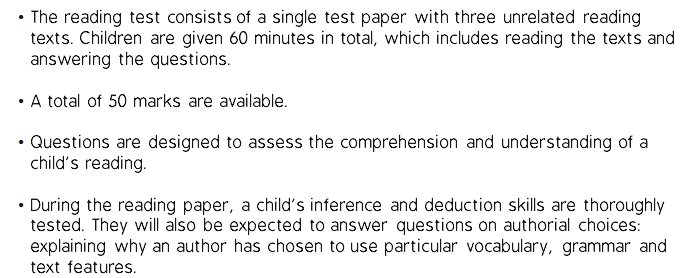 • The reading test consists of a single test paper with three unrelated reading
texts. Children are given 60 minutes in total, which includes reading the texts and
answering the questions.
• A total of 50 marks are available.
• Questions are designed to assess the comprehension and understanding of a
child's reading.
• During the reading paper, a child's inference and deduction skills are thoroughly
tested. They will also be expected to answer questions on authorial choices:
explaining why an author has chosen to use particular vocabulary, grammar and
text features.